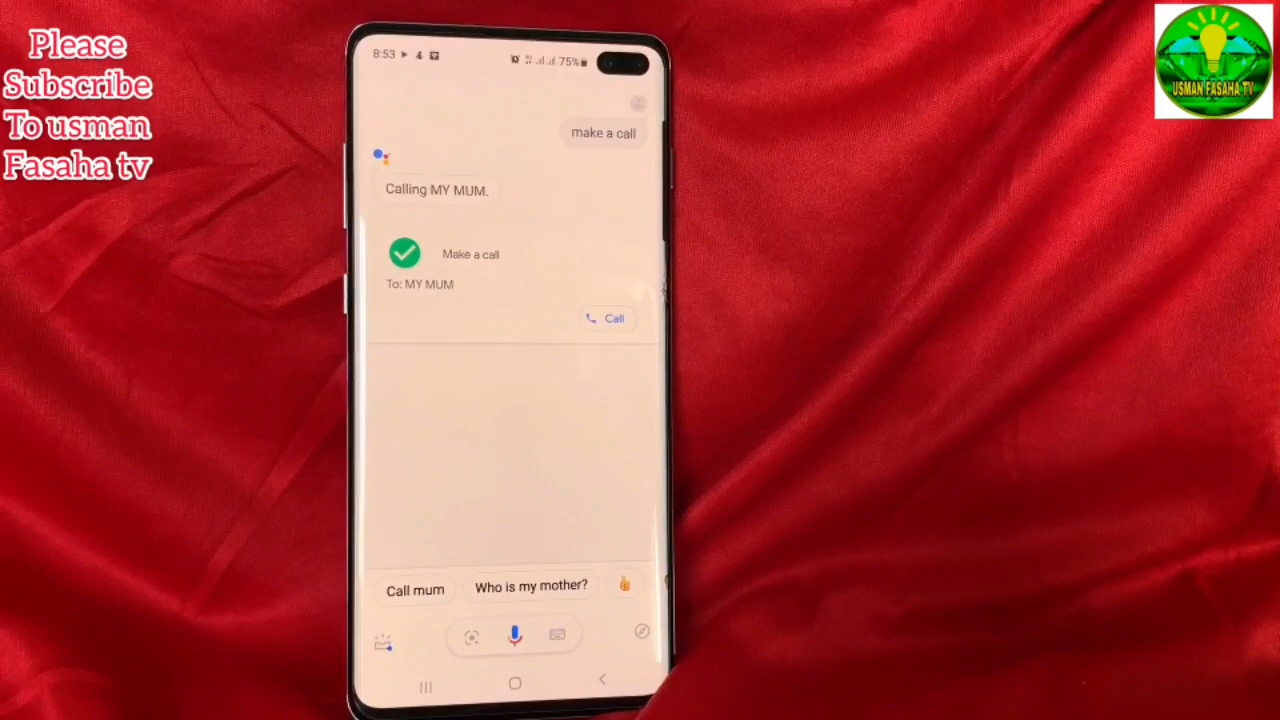 Please
Subscribe
To usman
Fasaha tv
USMAN FASAHA TV
8:53
75%
make a call
Calling MY MUM.
Make a call
To: MY MUM
Call
Call mum
Who is my mother?